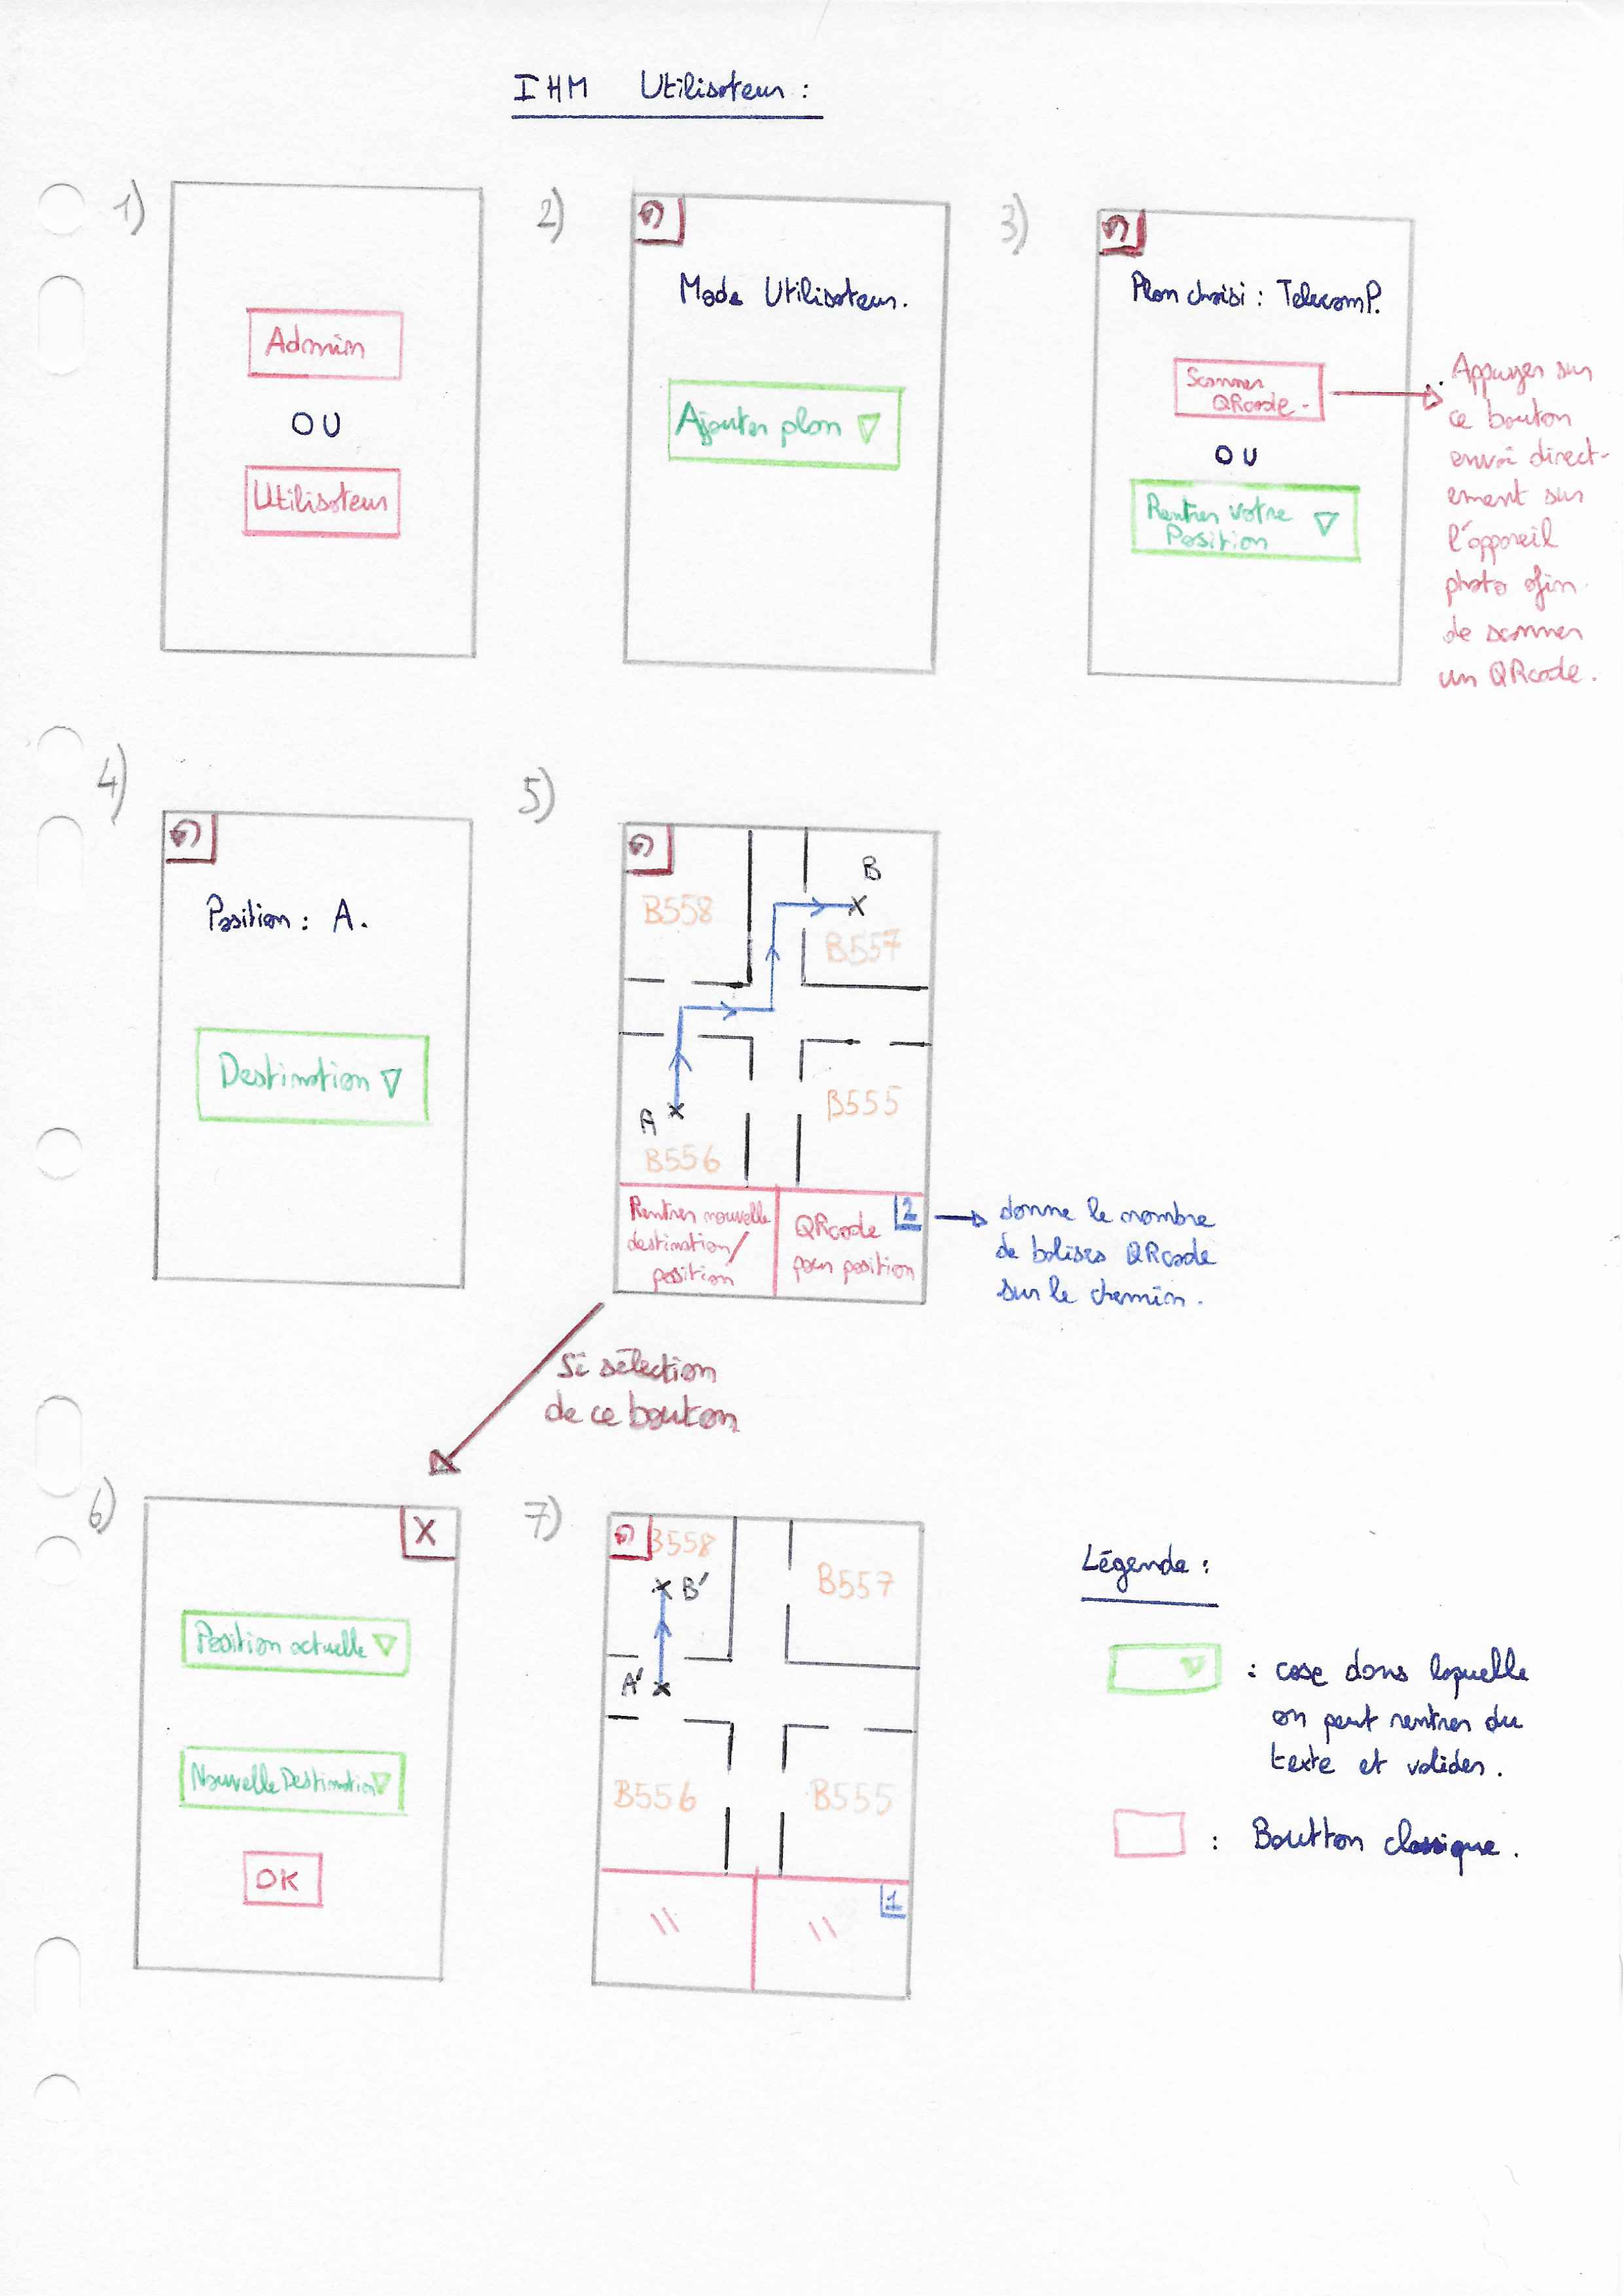 IHM Utilisateur :
1)
Admin
OU
Utilisateur
2)
Mode Utilisateur.
Ajouter plan
3)
Plan choisi : TelecomP.
Scanner
QRcode.
OU
Rentrer votre
Position
Appuyer sur
ce bouton
envoi direct-
ement sur
l'appareil
photo afin
de scanner
un QRcode.
4)
Position : A.
Destination
5)
B
B558
B557
A
B555
B556
Rentrer nouvelle
destination/
position
QRcode
pour position
2
donne le nombre
de balises QRcode
sur le chemin.
Si sélection
de ce bouton
6)
X
Position actuelle
Nouvelle Destination
OK
7)
B558
B'
B557
A'
B556
B555
\\
\\
1
Légende :
: case dans laquelle
on peut rentrer du
texte et valider.
: Boutton classique.